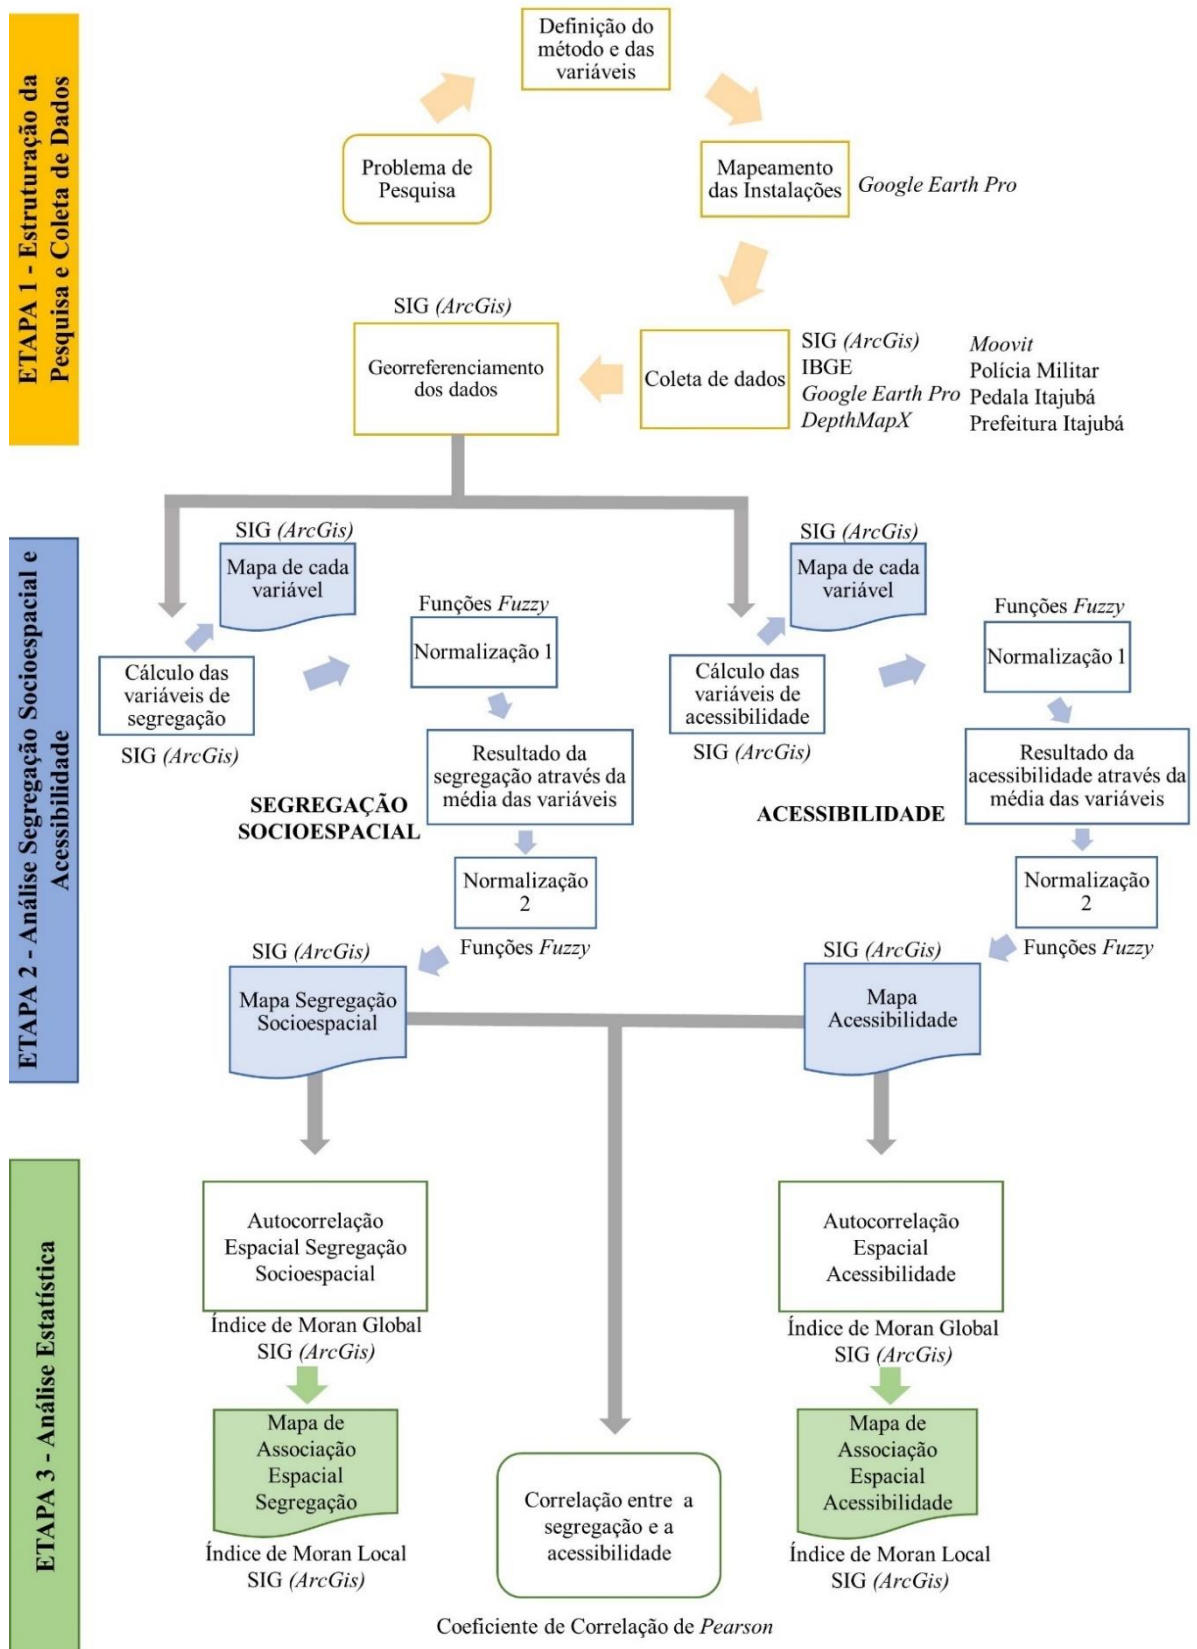 ETAPA 1 - Estruturação da
Pesquisa e Coleta de Dados
Definição do
método e das
variáveis
Problema de
Pesquisa
Mapeamento
das Instalações
Google Earth Pro
SIG (ArcGis)
Georreferenciamento
dos dados
Coleta de dados
SIG (ArcGis)
IBGE
Google Earth Pro
DepthMapX
Moovit
Polícia Militar
Pedala Itajubá
Prefeitura Itajubá
ETAPA 2 - Análise Segregação Socioespacial e
Acessibilidade
SIG (ArcGis)
Mapa de cada
variável
Cálculo das
variáveis de
segregação
SIG (ArcGis)
Funções Fuzzy
Normalização 1
Resultado da
segregação através da
média das variáveis
SEGREGAÇÃO
SOCIOESPACIAL
Normalização
2
Funções Fuzzy
SIG (ArcGis)
Mapa Segregação
Socioespacial
SIG (ArcGis)
Mapa de cada
variável
Cálculo das
variáveis de
acessibilidade
SIG (ArcGis)
Funções Fuzzy
Normalização 1
Resultado da
acessibilidade através da
média das variáveis
ACESSIBILIDADE
Normalização
2
Funções Fuzzy
SIG (ArcGis)
Mapa
Acessibilidade
ETAPA 3 - Análise Estatística
Autocorrelação
Espacial Segregação
Socioespacial
Índice de Moran Global
SIG (ArcGis)
Mapa de
Associação
Espacial
Segregação
Índice de Moran Local
SIG (ArcGis)
Correlação entre a
segregação e a
acessibilidade
Coeficiente de Correlação de Pearson
Autocorrelação
Espacial
Acessibilidade
Índice de Moran Global
SIG (ArcGis)
Mapa de
Associação
Espacial
Acessibilidade
Índice de Moran Local
SIG (ArcGis)